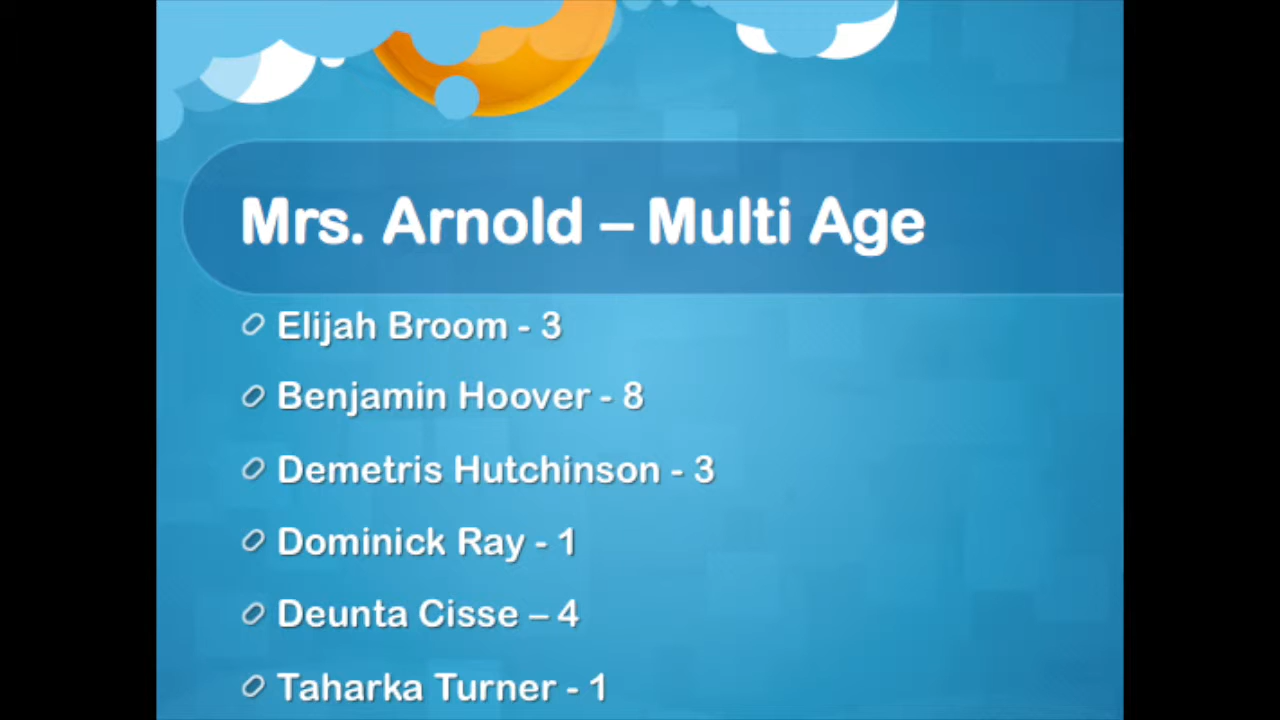 Mrs. Arnold – Multi Age
Elijah Broom - 3
Benjamin Hoover - 8
Demetris Hutchinson - 3
Dominick Ray - 1
Deunta Cisse – 4
Taharka Turner - 1